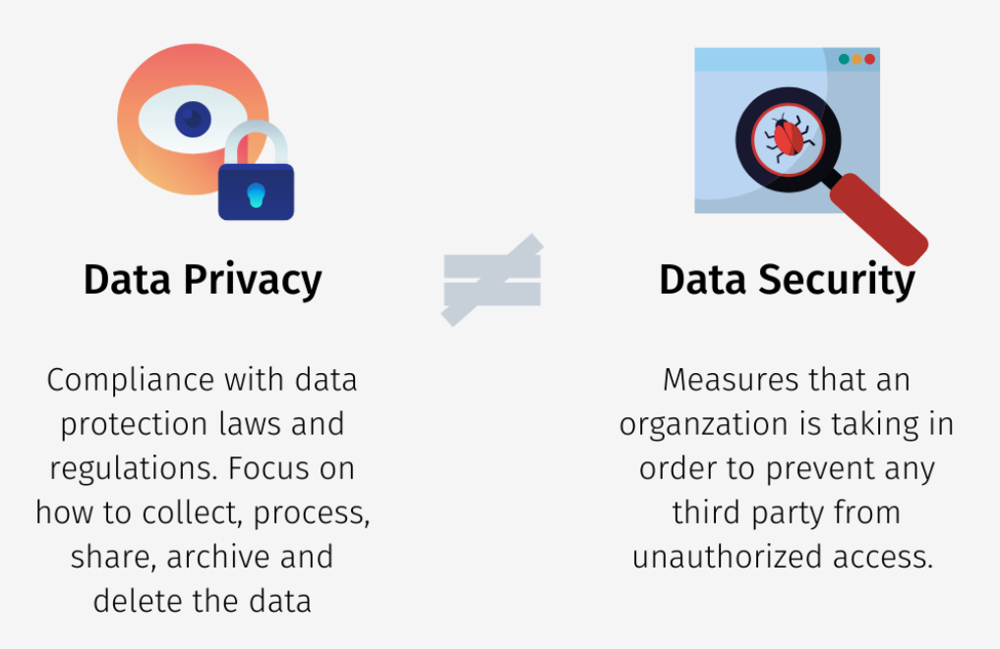 Data Privacy
Compliance with data
protection laws and
regulations. Focus on
how to collect, process,
share, archive and
delete the data
≠
Data Security
Measures that an
organzation is taking in
order to prevent any
third party from
unauthorized access.